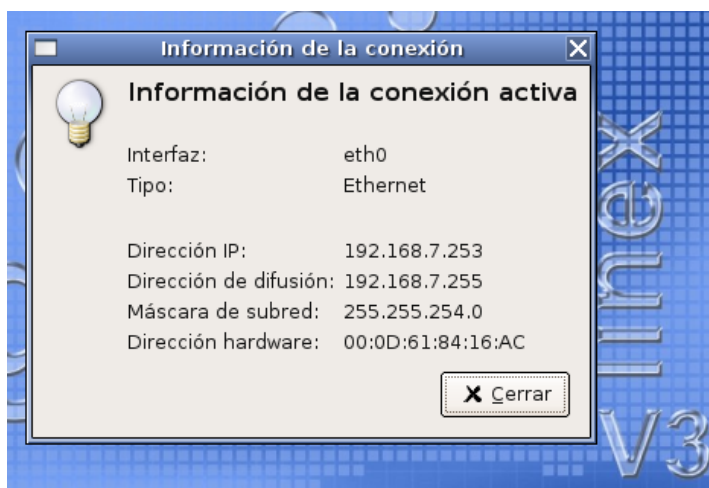 Información de la conexión
Información de la conexión activa
Interfaz: eth0
Tipo: Ethernet
Dirección IP: 192.168.7.253
Dirección de difusión: 192.168.7.255
Máscara de subred: 255.255.254.0
Dirección hardware: 00:0D:61:84:16:AC
Cerrar
linex
V3